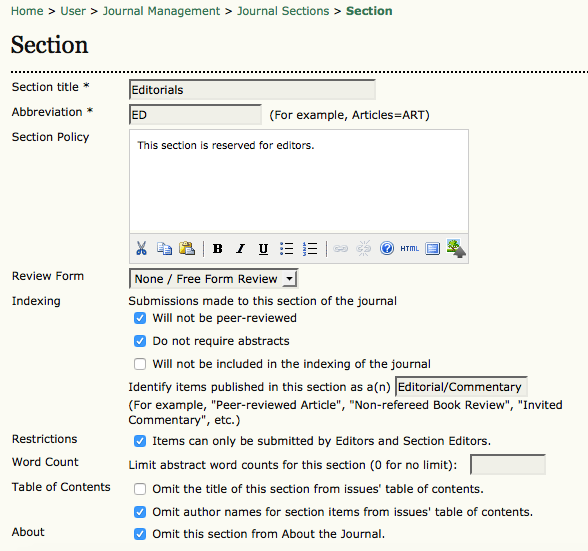 Home > User > Journal Management > Journal Sections > Section
Section
Section title *
Editorials
Abbreviation *
ED
(For example, Articles=ART)
Section Policy
This section is reserved for editors.
B I U HTML
Review Form
None / Free Form Review
Indexing
Submissions made to this section of the journal
Will not be peer-reviewed
Do not require abstracts
Will not be included in the indexing of the journal
Identify items published in this section as a(n) Editorial/Commentary
(For example, "Peer-reviewed Article", "Non-refereed Book Review", "Invited
Commentary", etc.)
Restrictions
Items can only be submitted by Editors and Section Editors.
Word Count
Limit abstract word counts for this section (0 for no limit):
Table of Contents
Omit the title of this section from issues' table of contents.
Omit author names for section items from issues' table of contents.
About
Omit this section from About the Journal.